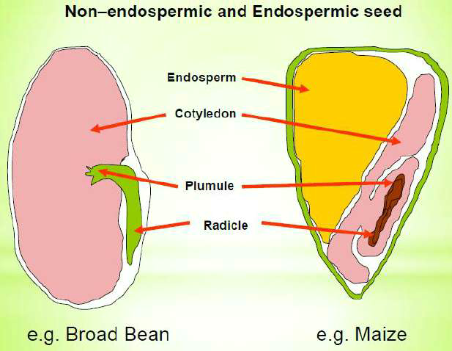 Non–endospermic and Endospermic seed
Endosperm
Cotyledon
Plumule
Radicle
e.g. Broad Bean
e.g. Maize